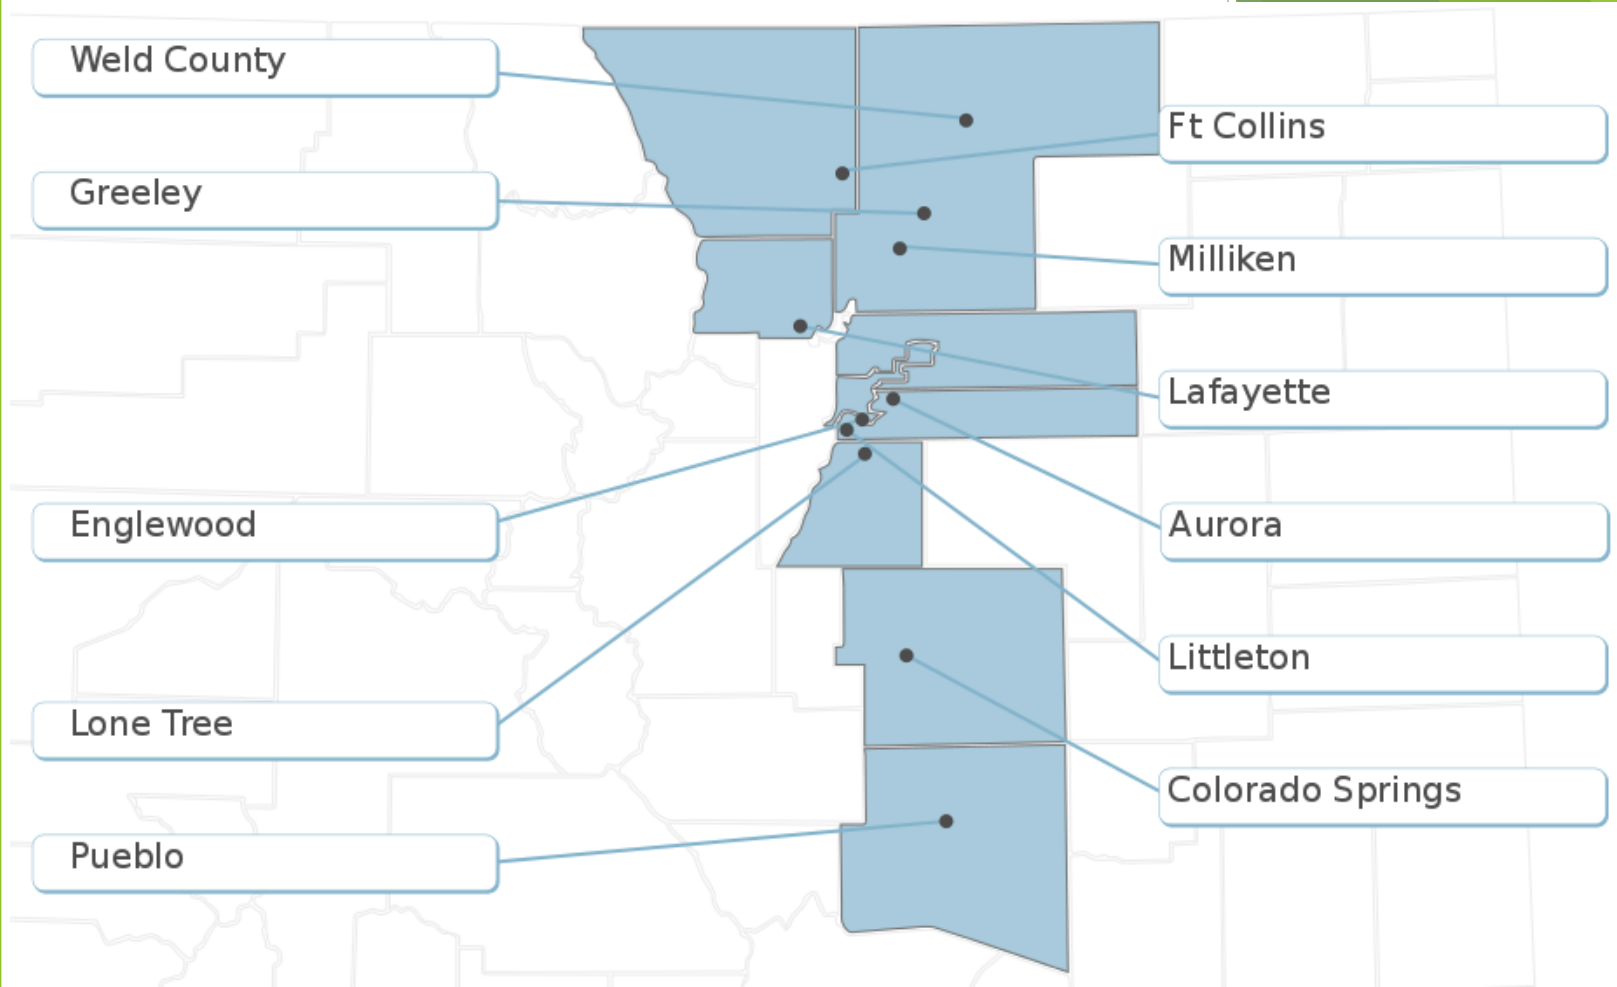 Weld County
Ft Collins
Greeley
Milliken
Lafayette
Englewood
Aurora
Littleton
Lone Tree
Colorado Springs
Pueblo